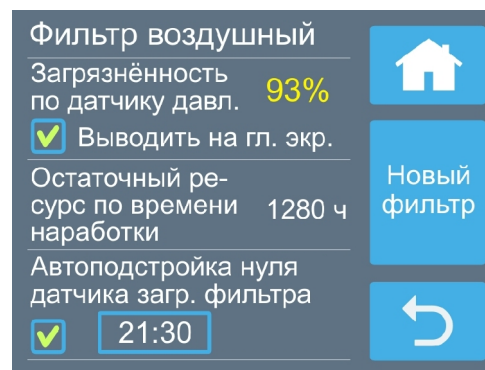 Фильтр воздушный
Загрязнённость
по датчику давл. 93%
Выводить на гл. экр.
Остаточный ре-
сурс по времени 1280 ч
наработки
Автоподстройка нуля
датчика загр. фильтра
21:30
Новый
фильтр